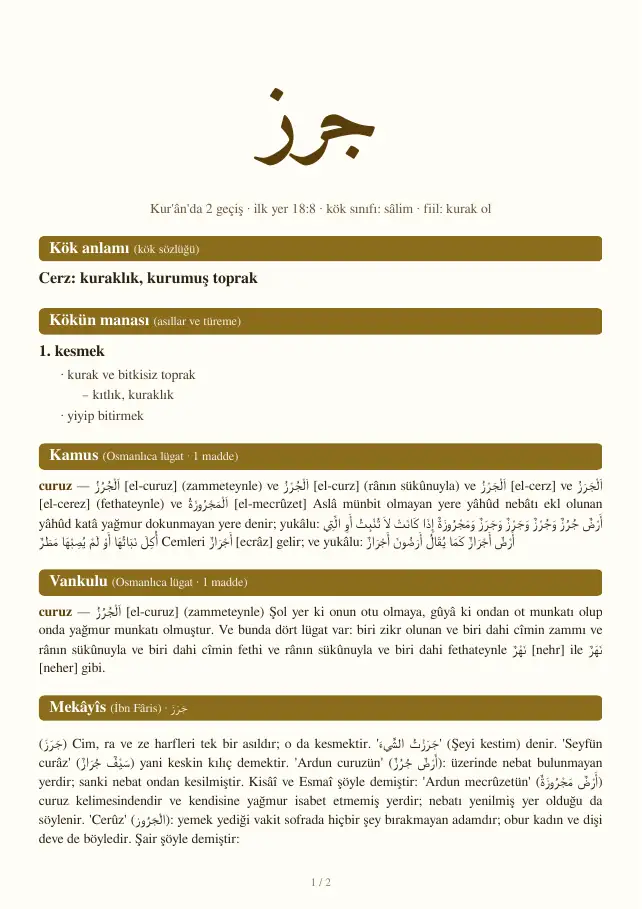 جرز
Kur'ân'da 2 geçiş · ilk yer 18:8 · kök sınıfı: sâlim · fiil: kurak ol
Kök anlamı (kök sözlüğü)
Cerz: kuraklık, kurumuş toprak
Kökün manası (asıllar ve türeme)
1. kesmek
· kurak ve bitkisiz toprak
– kıtlık, kuraklık
· yiyip bitirmek
Kamus (Osmanlıca lügat · 1 madde)
curuz — اَلْجُرُزُ [el-curuz] (zammeteynle) ve اَلْجُرْزُ [el-curz] (rânın sükûnuyla) ve اَلْجَرْزُ [el-cerz] ve اَلْجَرَزُ
[el-cerez] (fethateynle) ve اَلْمَجْرُوزَةُ [el-mecrûzet] Aslâ münbit olmayan yere yâhûd nebâtı ekl olunan
yâhûd katâ yağmur dokunmayan yere denir; yukâlu: أَرْضٌ جُرُزٌ وَجُرْزٌ وَجَرْزٌ وَجَرَزٌ وَمَجْرُوزَةٌ إِذَا كَانَتْ لاَ تُنْبِتُ أَوِ الَّتِي
أُكِلَ نَبَاتُهَا أَوْ لَمْ يُصِبْهَا مَطَرٌ Cemleri أَجْرَازٌ [ecrâz] gelir; ve yukâlu: أَرْضٌ أَجْرَازٌ كَمَا يُقَالُ أَرَضُونَ أَجْرَازٌ
Vankulu (Osmanlıca lügat · 1 madde)
curuz — اَلْجُرُزُ [el-curuz] (zammeteynle) Şol yer ki onun otu olmaya, gûyâ ki ondan ot munkatı olup
onda yağmur munkatı olmuştur. Ve bunda dört lügat var: biri zikr olunan ve biri dahi cîmin zammı ve
rânın sükûnuyla ve biri dahi cîmin fethi ve rânın sükûnuyla ve biri dahi fethateynle نَهْرٌ [nehr] ile نَهَرٌ
[neher] gibi.
Mekâyîs (İbn Fâris) · جَرَزَ
(جَرَزَ) Cim, ra ve ze harfleri tek bir asıldır; o da kesmektir. 'جَرَزْتُ الشَّيءَ' (Şeyi kestim) denir. 'Seyfün
curâz' (سَيْفٌ جُرَازٌ) yani keskin kılıç demektir. 'Ardun curuzün' (أَرْضٌ جُرُزٌ): üzerinde nebat bulunmayan
yerdir; sanki nebat ondan kesilmiştir. Kisâî ve Esmaî şöyle demiştir: 'Ardun mecrûzetün' (أَرْضٌ مَجْرُوزَةٌ)
curuz kelimesindendir ve kendisine yağmur isabet etmemiş yerdir; nebatı yenilmiş yer olduğu da
söylenir. 'Cerûz' (الْجَرُوز): yemek yediği vakit sofrada hiçbir şey bırakmayan adamdır; obur kadın ve dişi
deve de böyledir. Şair şöyle demiştir:
1 / 2